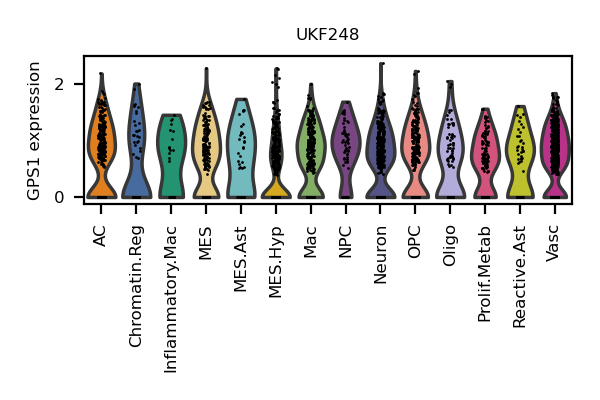 UKF248
GPS1 expression
2
0
AC
Chromatin.Reg
Inflammatory.Mac
MES
MES.Ast
MES.Hyp
Mac
NPC
Neuron
OPC
Oligo
Prolif.Metab
Reactive.Ast
Vasc